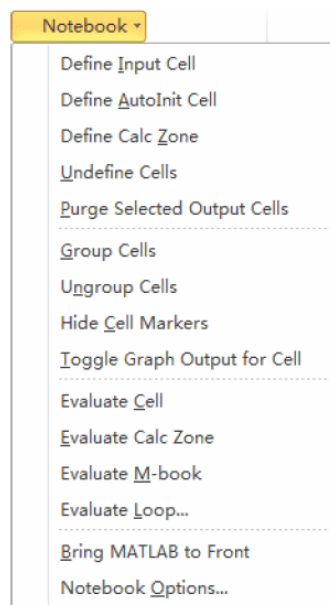 Notebook
Define Input Cell
Define AutoInit Cell
Define Calc Zone
Undefine Cells
Purge Selected Output Cells
Group Cells
Ungroup Cells
Hide Cell Markers
Toggle Graph Output for Cell
Evaluate Cell
Evaluate Calc Zone
Evaluate M-book
Evaluate Loop...
Bring MATLAB to Front
Notebook Options...